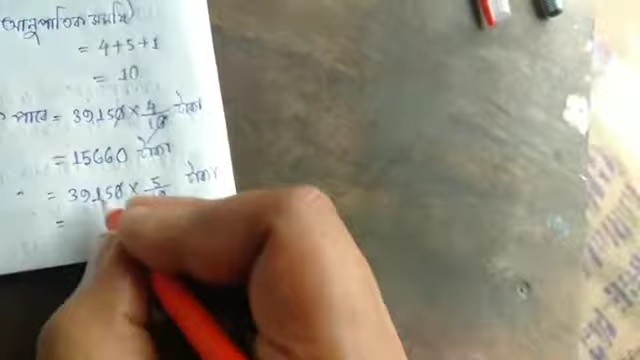 আনুপাতিক সমষ্টি)
= 4+5+1
= 10
পাবে = 39150 × 4/10 টাকা
= 15660 টাকা
" = 39150 × 5/10 টাকা
=